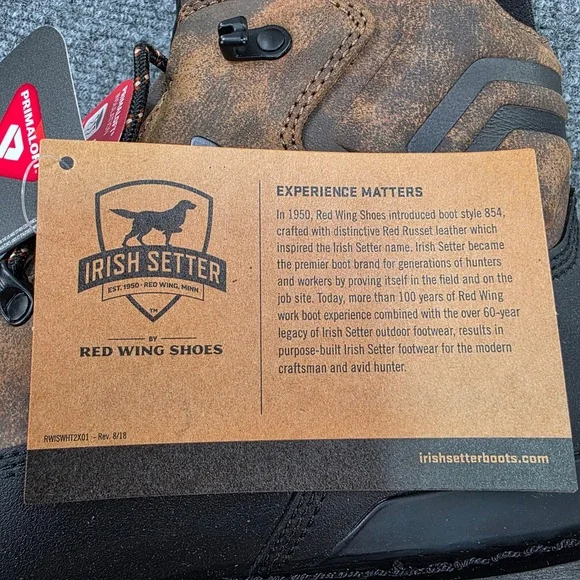 PRIMALOFT
PRIMALOFT
IRISH SETTER
EST. 1950 • RED WING, MINN
TM
BY
RED WING SHOES
RWISWHT2X01 – Rev. 8/18
EXPERIENCE MATTERS
In 1950, Red Wing Shoes introduced boot style 854,
crafted with distinctive Red Russet leather which
inspired the Irish Setter name. Irish Setter became
the premier boot brand for generations of hunters
and workers by proving itself in the field and on the
job site. Today, more than 100 years of Red Wing
work boot experience combined with the over 60-year
legacy of Irish Setter outdoor footwear, results in
purpose-built Irish Setter footwear for the modern
craftsman and avid hunter.
irishsetterboots.com